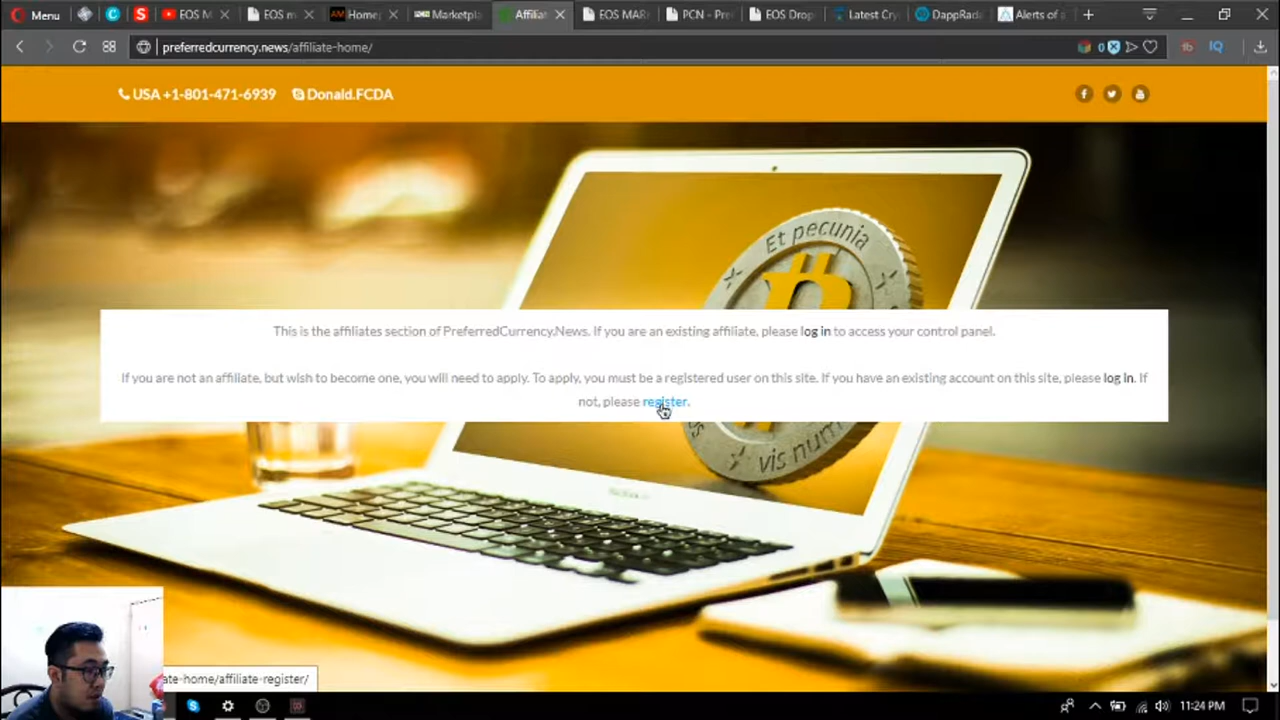 Menu
EOS M
EOS m
Home
Marketpl
Affiliat
EOS MAR
PCN - Pre
EOS Drop
Latest Cry
DappRad
Alerts of a
preferredcurrency.news/affiliate-home/
0
USA +1-801-471-6939
Donald.FCDA
Et pecunia
vis num
This is the affiliates section of PreferredCurrency.News. If you are an existing affiliate, please log in to access your control panel.
If you are not an affiliate, but wish to become one, you will need to apply. To apply, you must be a registered user on this site. If you have an existing account on this site, please log in. If
not, please register.
ate-home/affiliate-register/
11:24 PM